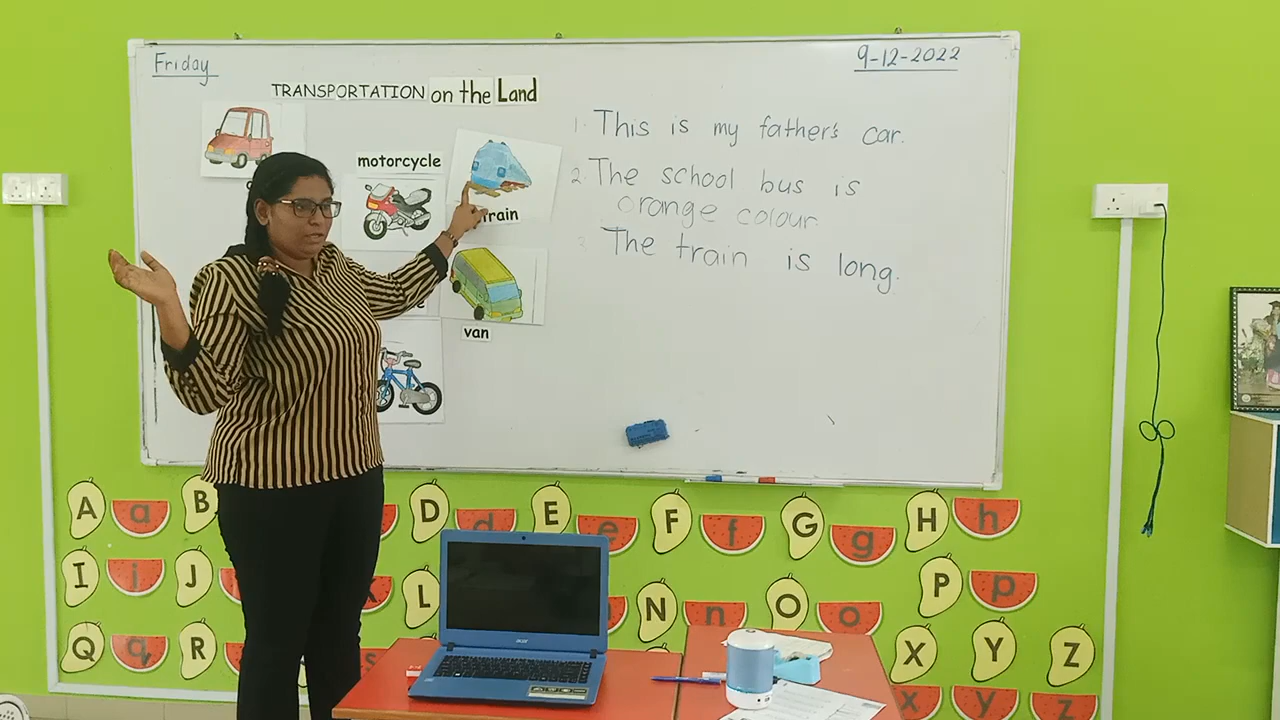 Friday
9-12-2022
TRANSPORTATION on the Land
1. This is my father's car.
2. The school bus is
orange colour.
3. The train is long.
motorcycle
train
van
A a B D d E e F f G g H h
I i J L N n O o P p
Q q R X x Y y Z z
acer